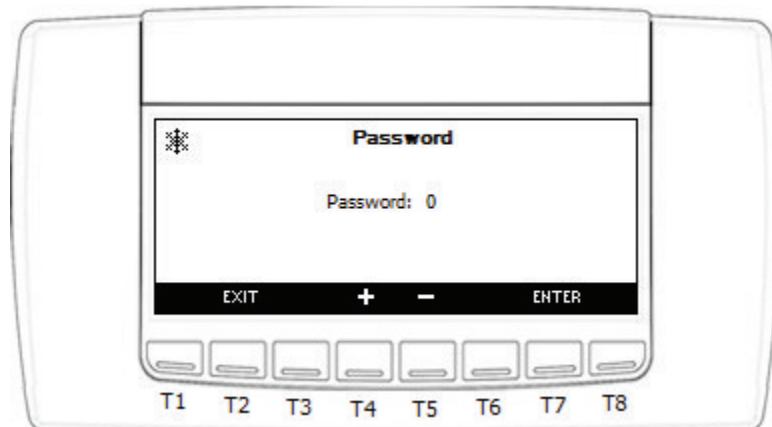 Password
Password: 0
EXIT + − ENTER
T1 T2 T3 T4 T5 T6 T7 T8